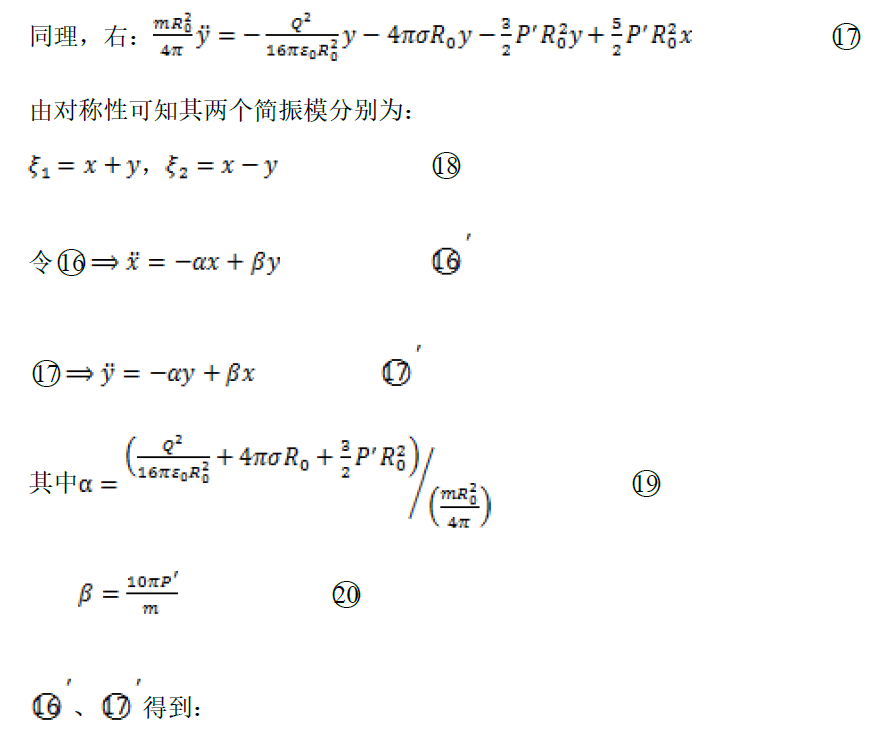 同理，右：$\frac{mR_0^2}{4\pi}\ddot{y} = -\frac{Q^2}{16\pi\varepsilon_0 R_0^2}y - 4\pi\sigma R_0 y - \frac{3}{2}P'R_0^2 y + \frac{5}{2}P'R_0^2 x$ ⑰
由对称性可知其两个简振模分别为：
$\xi_1 = x + y$，$\xi_2 = x - y$ ⑱
令⑯$\Rightarrow \ddot{x} = -\alpha x + \beta y$ ⑯′
⑰$\Rightarrow \ddot{y} = -\alpha y + \beta x$ ⑰′
其中$\alpha = \left(\frac{Q^2}{16\pi\varepsilon_0 R_0^2} + 4\pi\sigma R_0 + \frac{3}{2}P'R_0^2\right) / \left(\frac{mR_0^2}{4\pi}\right)$ ⑲
$\beta = \frac{10\pi P'}{m}$ ⑳
⑯′、⑰′得到：